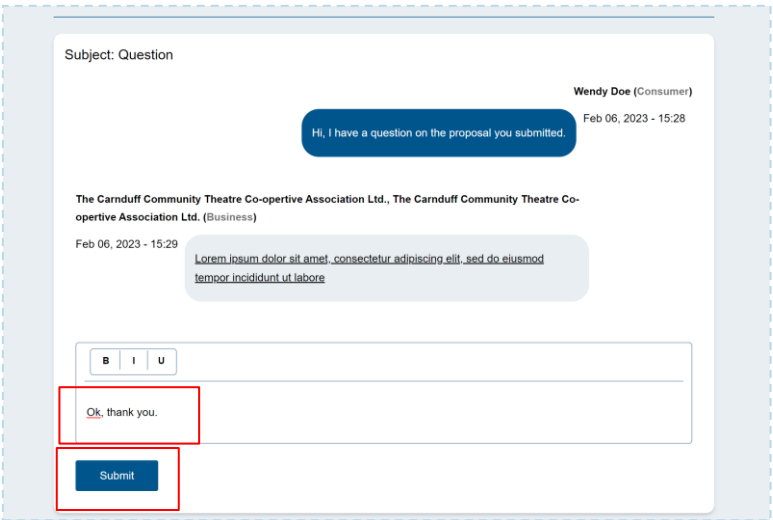 Subject: Question
Wendy Doe (Consumer)
Feb 06, 2023 - 15:28
Hi, I have a question on the proposal you submitted.
The Carnduff Community Theatre Co-opertive Association Ltd., The Carnduff Community Theatre Co-
opertive Association Ltd. (Business)
Feb 06, 2023 - 15:29
Lorem ipsum dolor sit amet, consectetur adipiscing elit, sed do eiusmod
tempor incididunt ut labore
B I U
Ok, thank you.
Submit